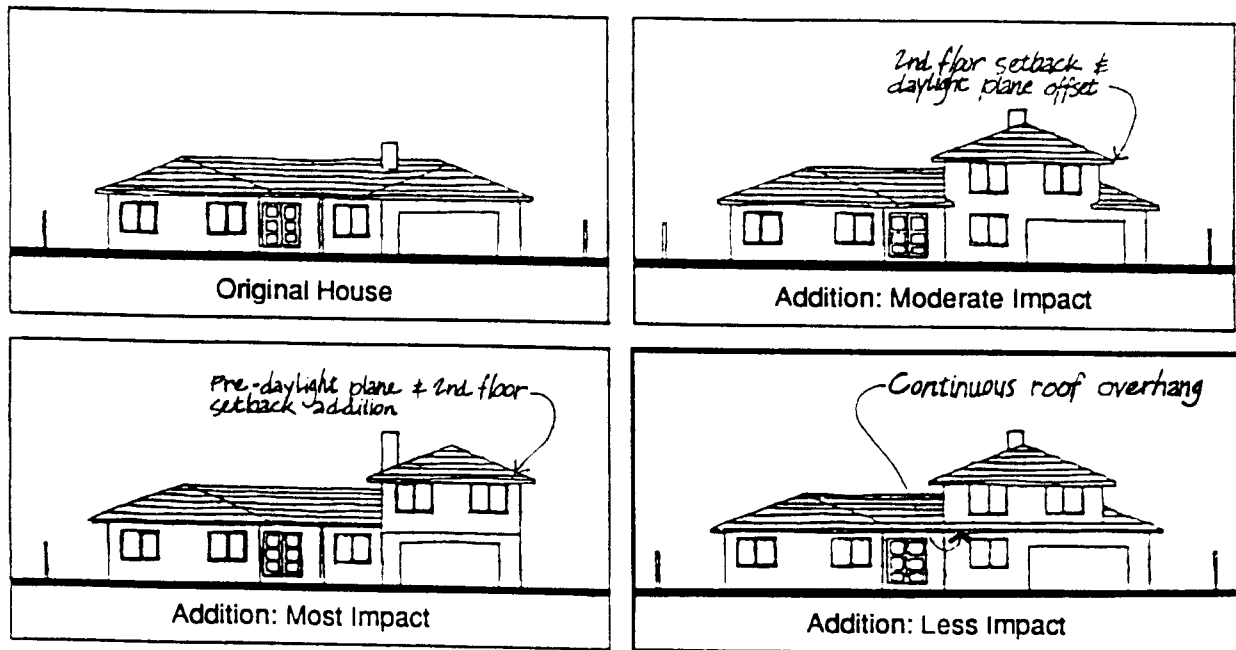 Original House
2nd floor setback &
daylight plane offset
Addition: Moderate Impact
Pre-daylight plane & 2nd floor
setback addition
Addition: Most Impact
Continuous roof overhang
Addition: Less Impact